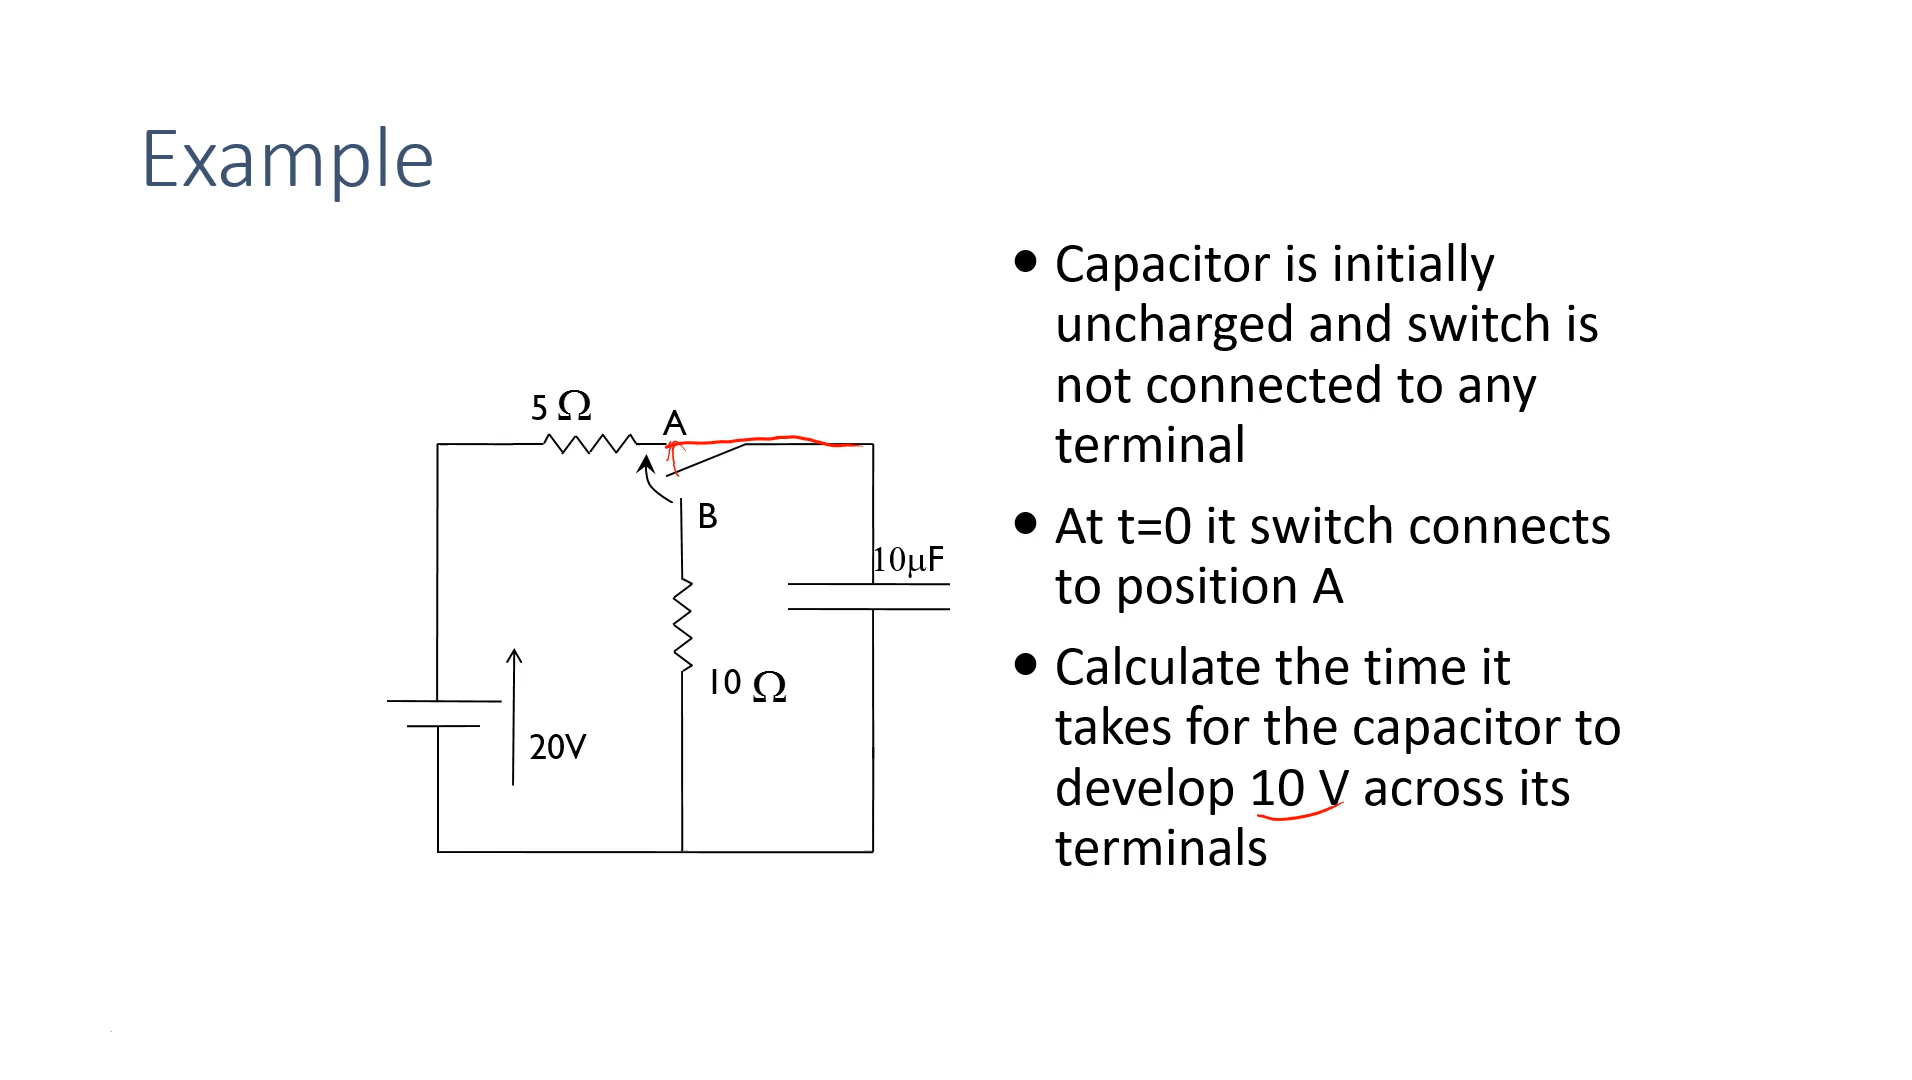 Example
• Capacitor is initially
uncharged and switch is
not connected to any
terminal
• At t=0 it switch connects
to position A
• Calculate the time it
takes for the capacitor to
develop 10 V across its
terminals
5 Ω
A
B
10μF
10 Ω
20V